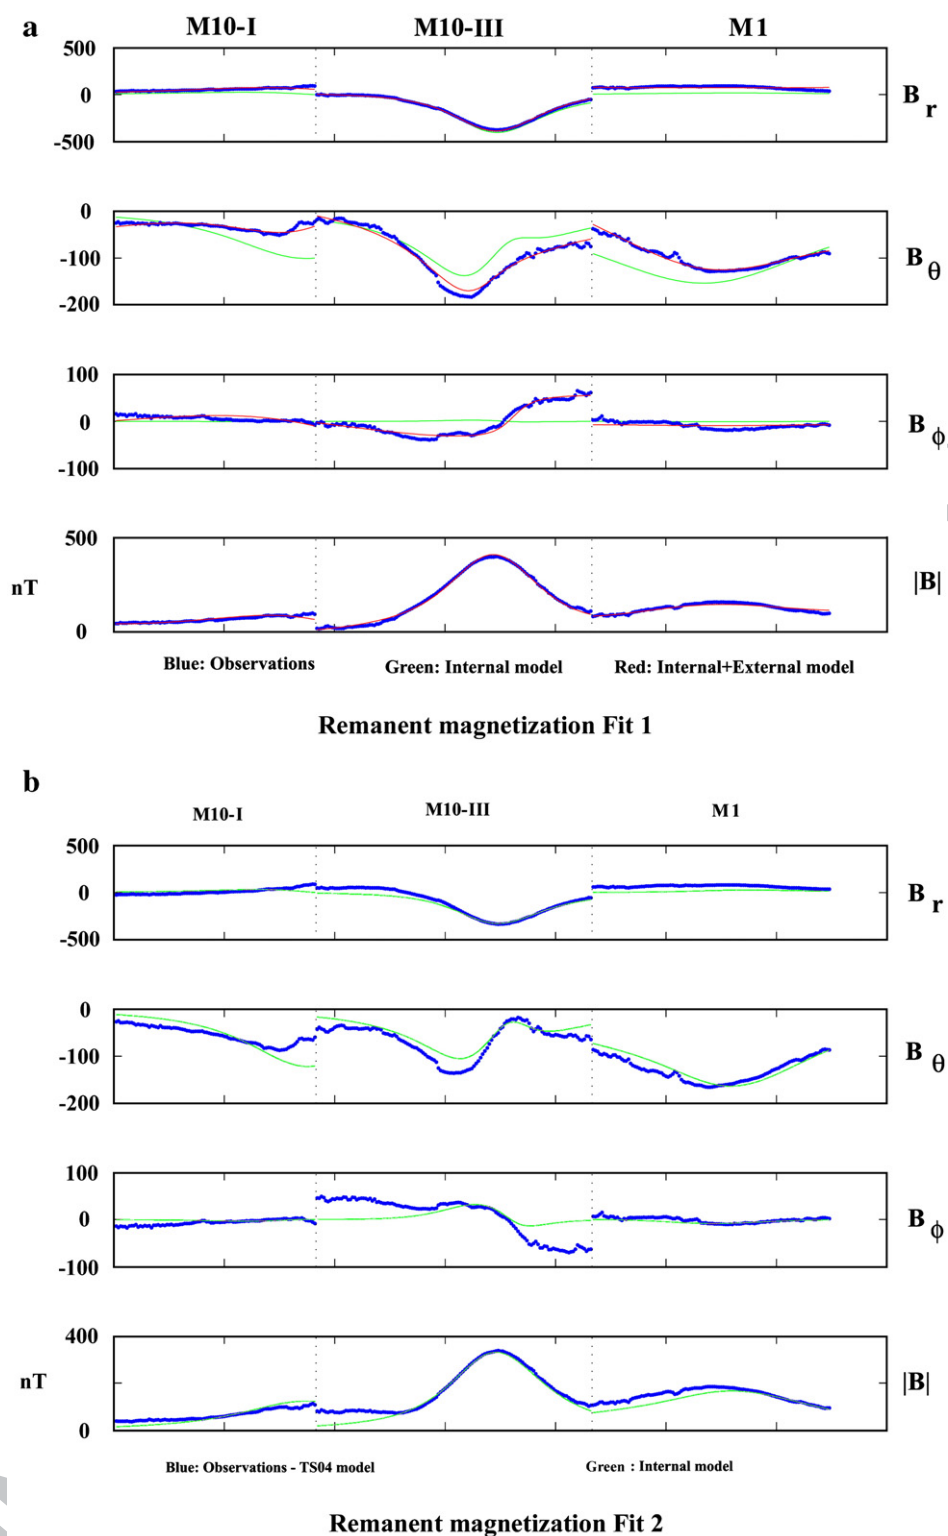 a
M10-I M10-III M1
500
0
-500
B r
0
-100
-200
B θ
100
0
-100
B ϕ
500
0
nT
|B|
Blue: Observations Green: Internal model Red: Internal+External model
Remanent magnetization Fit 1
b
M10-I M10-III M1
500
0
-500
B r
0
-100
-200
B θ
100
0
-100
B ϕ
400
0
nT
|B|
Blue: Observations - TS04 model Green : Internal model
Remanent magnetization Fit 2